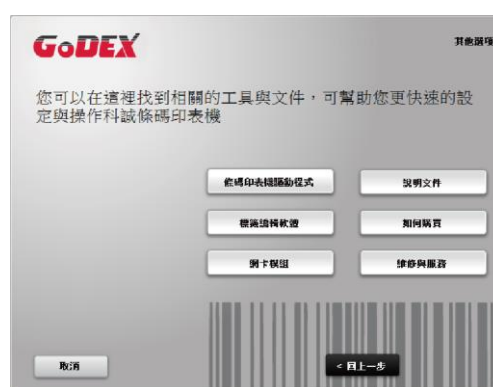 GoDEX
其他選項
您可以在這裡找到相關的工具與文件，可幫助您更快速的設
定與操作科誠條碼印表機
條碼印表機驅動程式
說明文件
標籤編輯軟體
如何購買
網卡模組
維修與服務
取消
< 回上一步